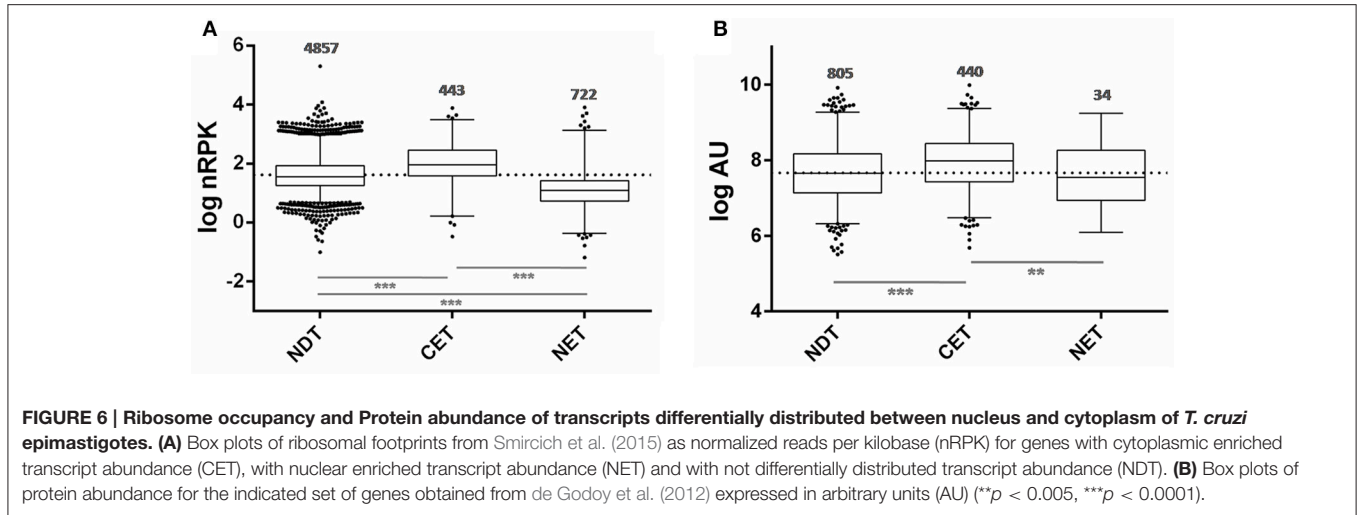 A
6
4
2
0
-2
log nRPK
4857
443
722
***
***
***
NDT
CET
NET
B
10
8
6
4
log AU
805
440
34
***
**
NDT
CET
NET
FIGURE 6 | Ribosome occupancy and Protein abundance of transcripts differentially distributed between nucleus and cytoplasm of T. cruzi
epimastigotes. (A) Box plots of ribosomal footprints from Smircich et al. (2015) as normalized reads per kilobase (nRPK) for genes with cytoplasmic enriched
transcript abundance (CET), with nuclear enriched transcript abundance (NET) and with not differentially distributed transcript abundance (NDT). (B) Box plots of
protein abundance for the indicated set of genes obtained from de Godoy et al. (2012) expressed in arbitrary units (AU) (**p < 0.005, ***p < 0.0001).